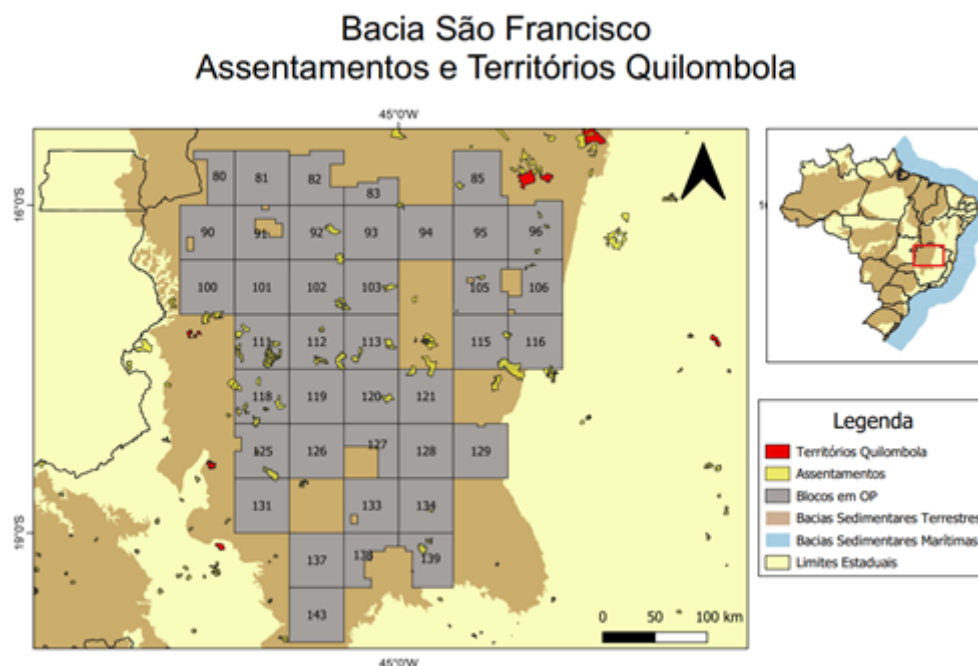 Bacia São Francisco
Assentamentos e Territórios Quilombola
45°0'W
16°0'S
80 81 82 83 85
90 91 92 93 94 95 96
100 101 102 103 105 106
111 112 113 115 116
118 119 120 121
125 126 127 128 129
131 133 134
19°0'S
137 138 139
143
0 50 100 km
45°0'W
Legenda
Territórios Quilombola
Assentamentos
Blocos em OP
Bacias Sedimentares Terrestres
Bacias Sedimentares Marítimas
Limites Estaduais